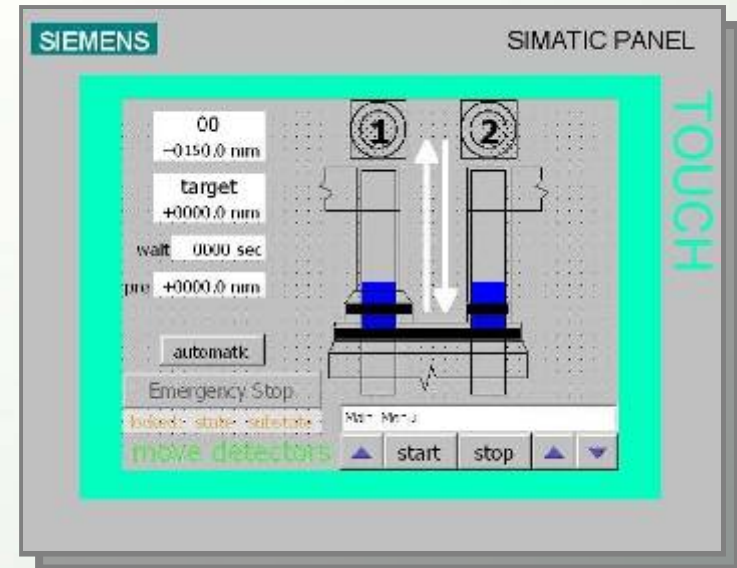 SIEMENS
SIMATIC PANEL
TOUCH
00
-0150.0 mm
target
+0000.0 mm
wait 0000 sec
pre +0000.0 mm
automatic
Emergency Stop
locked state substate
move detectors
1
2
Main Menu
start stop